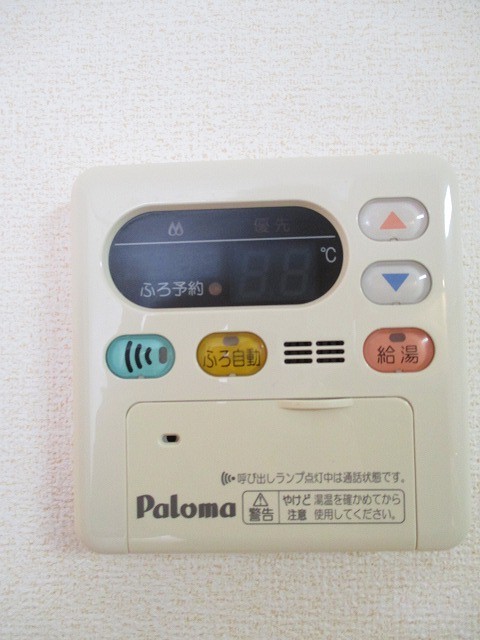 優先
℃
ふろ予約
ふろ自動
給湯
呼び出しランプ点灯中は通話状態です。
Paloma
警告
やけど注意
湯温を確かめてから
使用してください。